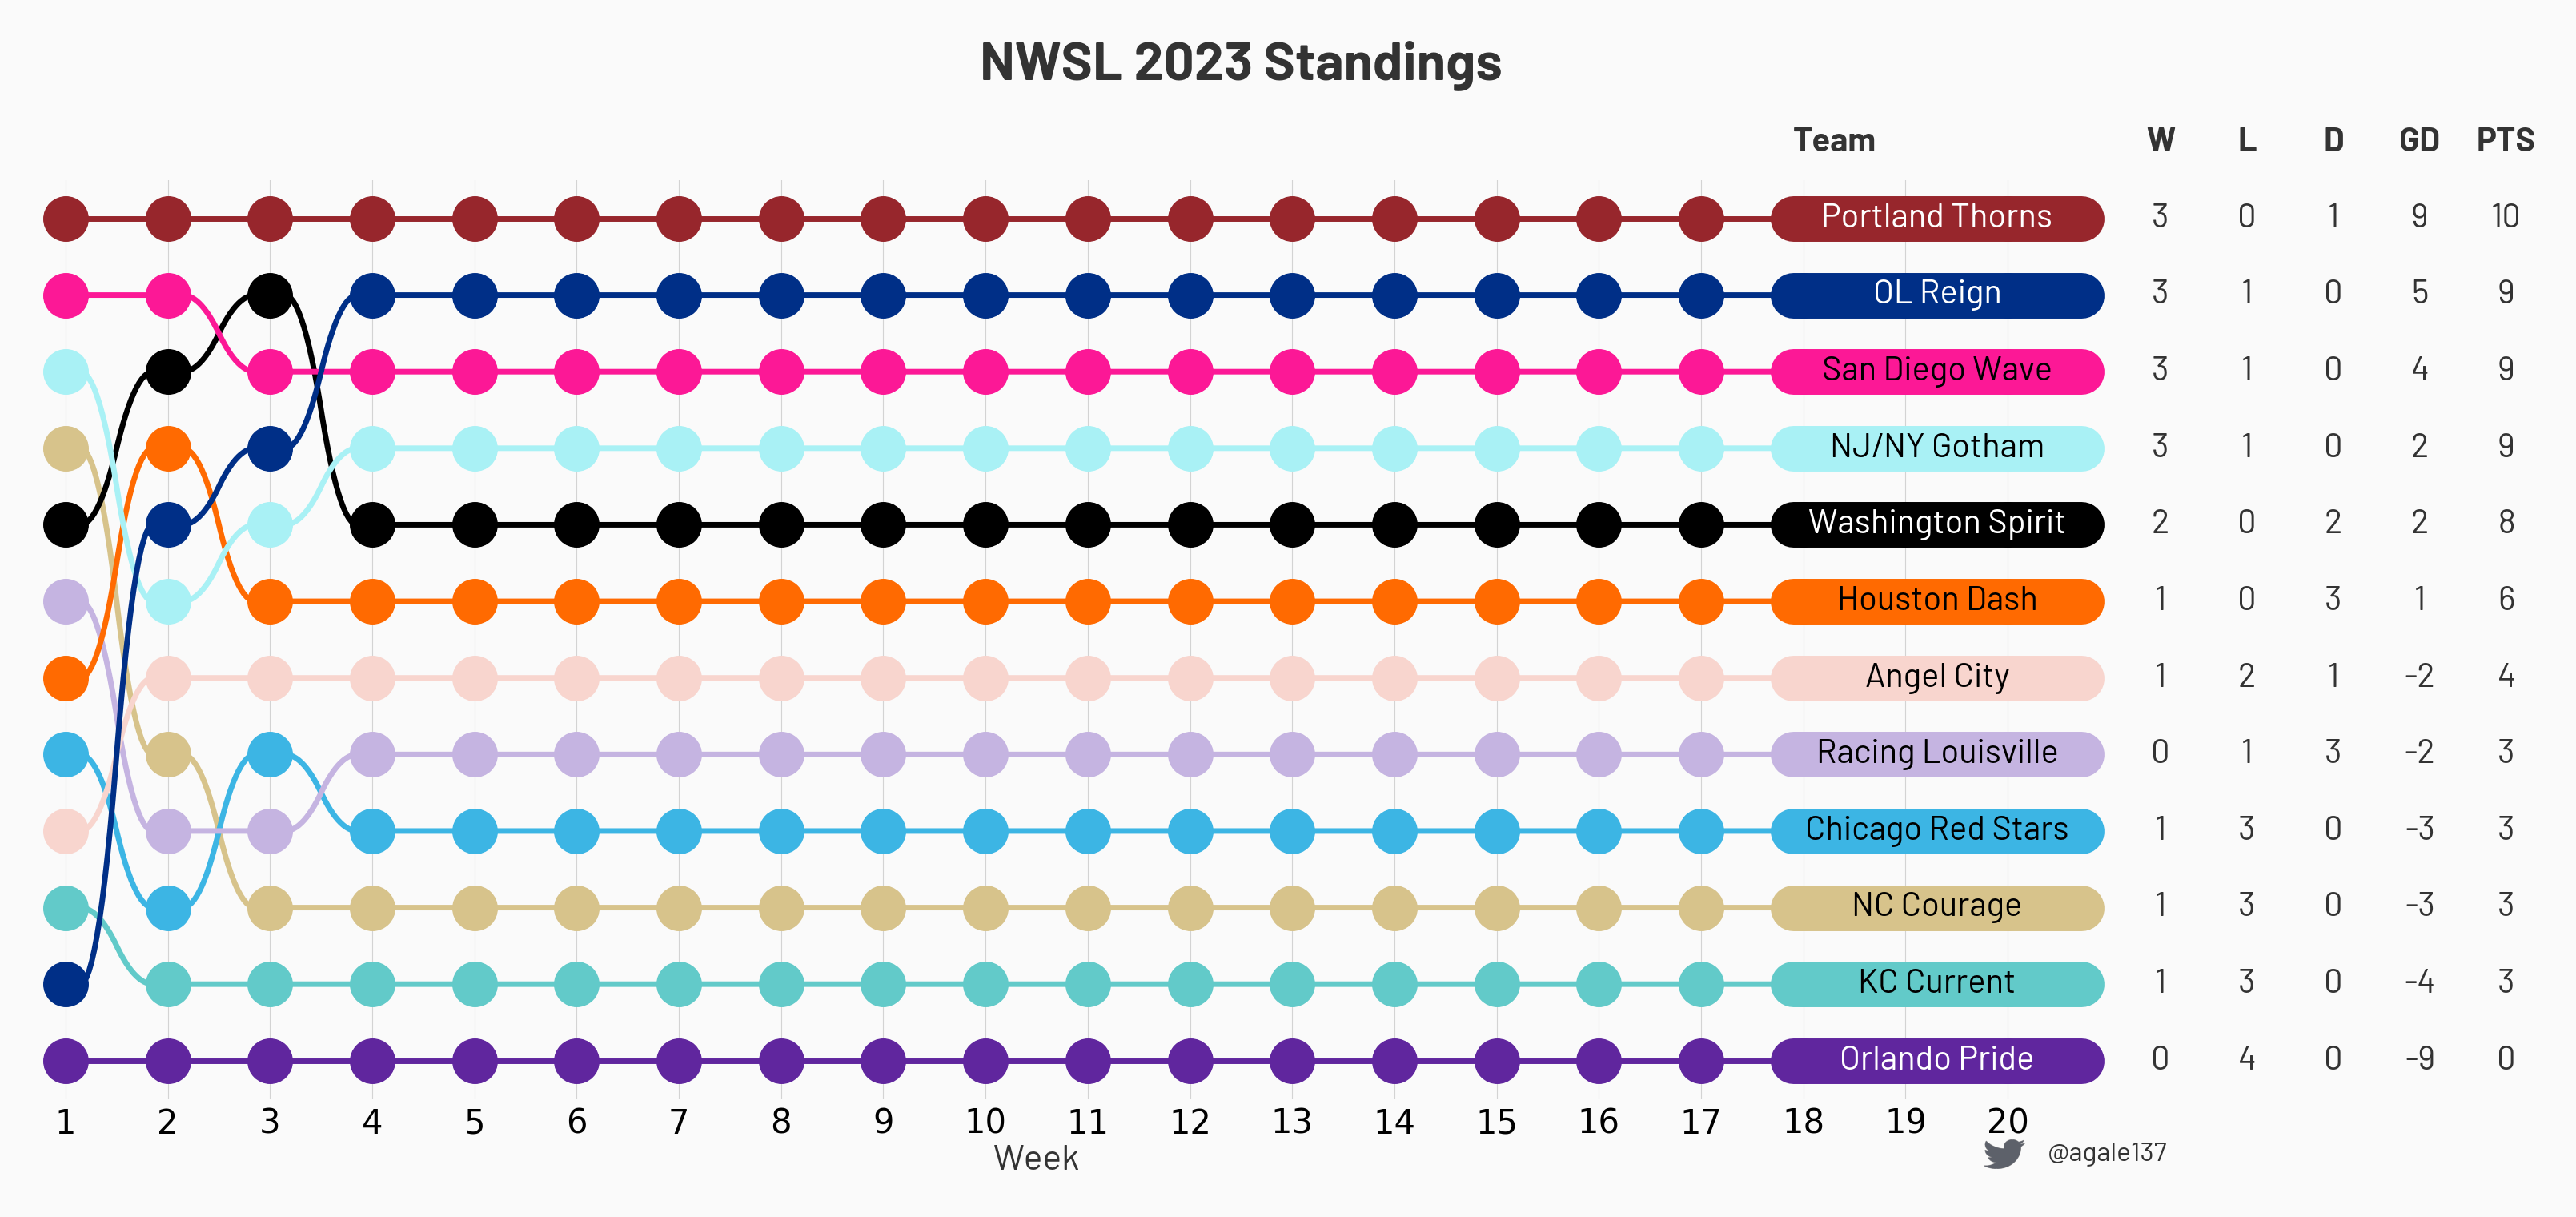 NWSL 2023 Standings
Team W L D GD PTS
Portland Thorns 3 0 1 9 10
OL Reign 3 1 0 5 9
San Diego Wave 3 1 0 4 9
NJ/NY Gotham 3 1 0 2 9
Washington Spirit 2 0 2 2 8
Houston Dash 1 0 3 1 6
Angel City 1 2 1 -2 4
Racing Louisville 0 1 3 -2 3
Chicago Red Stars 1 3 0 -3 3
NC Courage 1 3 0 -3 3
KC Current 1 3 0 -4 3
Orlando Pride 0 4 0 -9 0
1 2 3 4 5 6 7 8 9 10 11 12 13 14 15 16 17 18 19 20
Week
@agale137